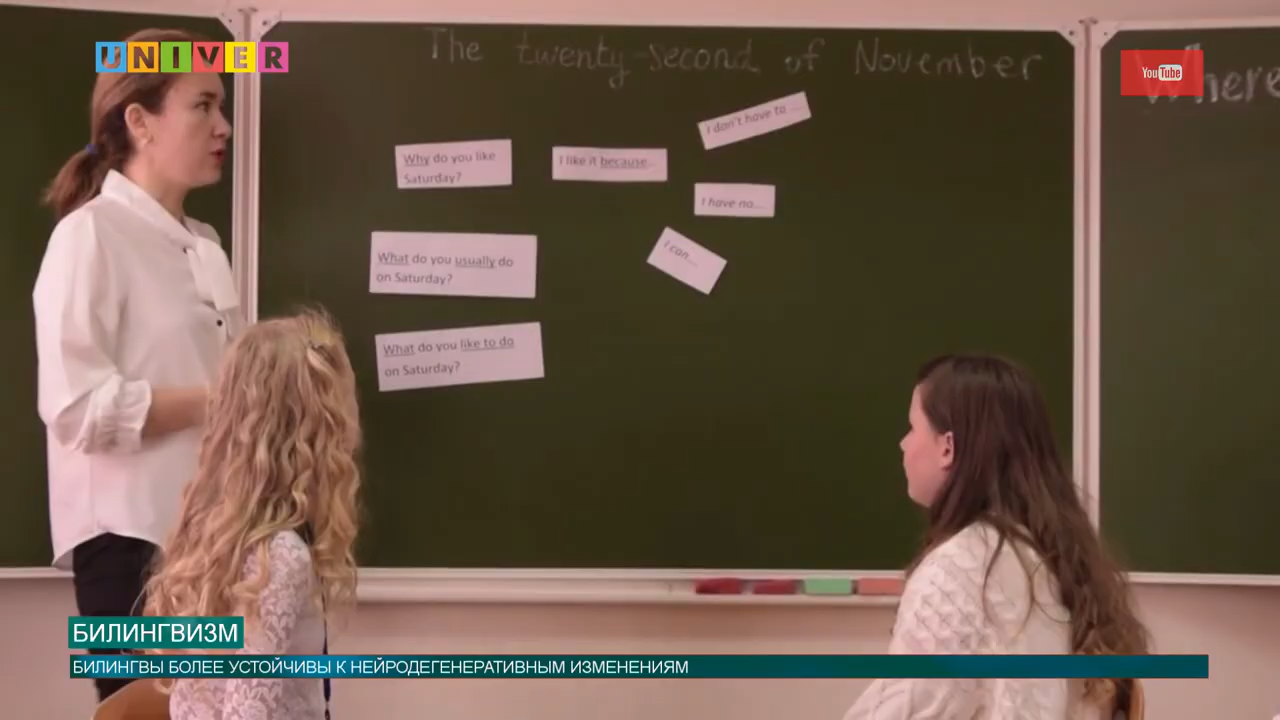 UNIVER
The twenty-second of November
YouTube
Where
I don't have to ....
Why do you like
Saturday?
I like it because...
I have no....
I can...
What do you usually do
on Saturday?
What do you like to do
on Saturday?
БИЛИНГВИЗМ
БИЛИНГВЫ БОЛЕЕ УСТОЙЧИВЫ К НЕЙРОДЕГЕНЕРАТИВНЫМ ИЗМЕНЕНИЯМ